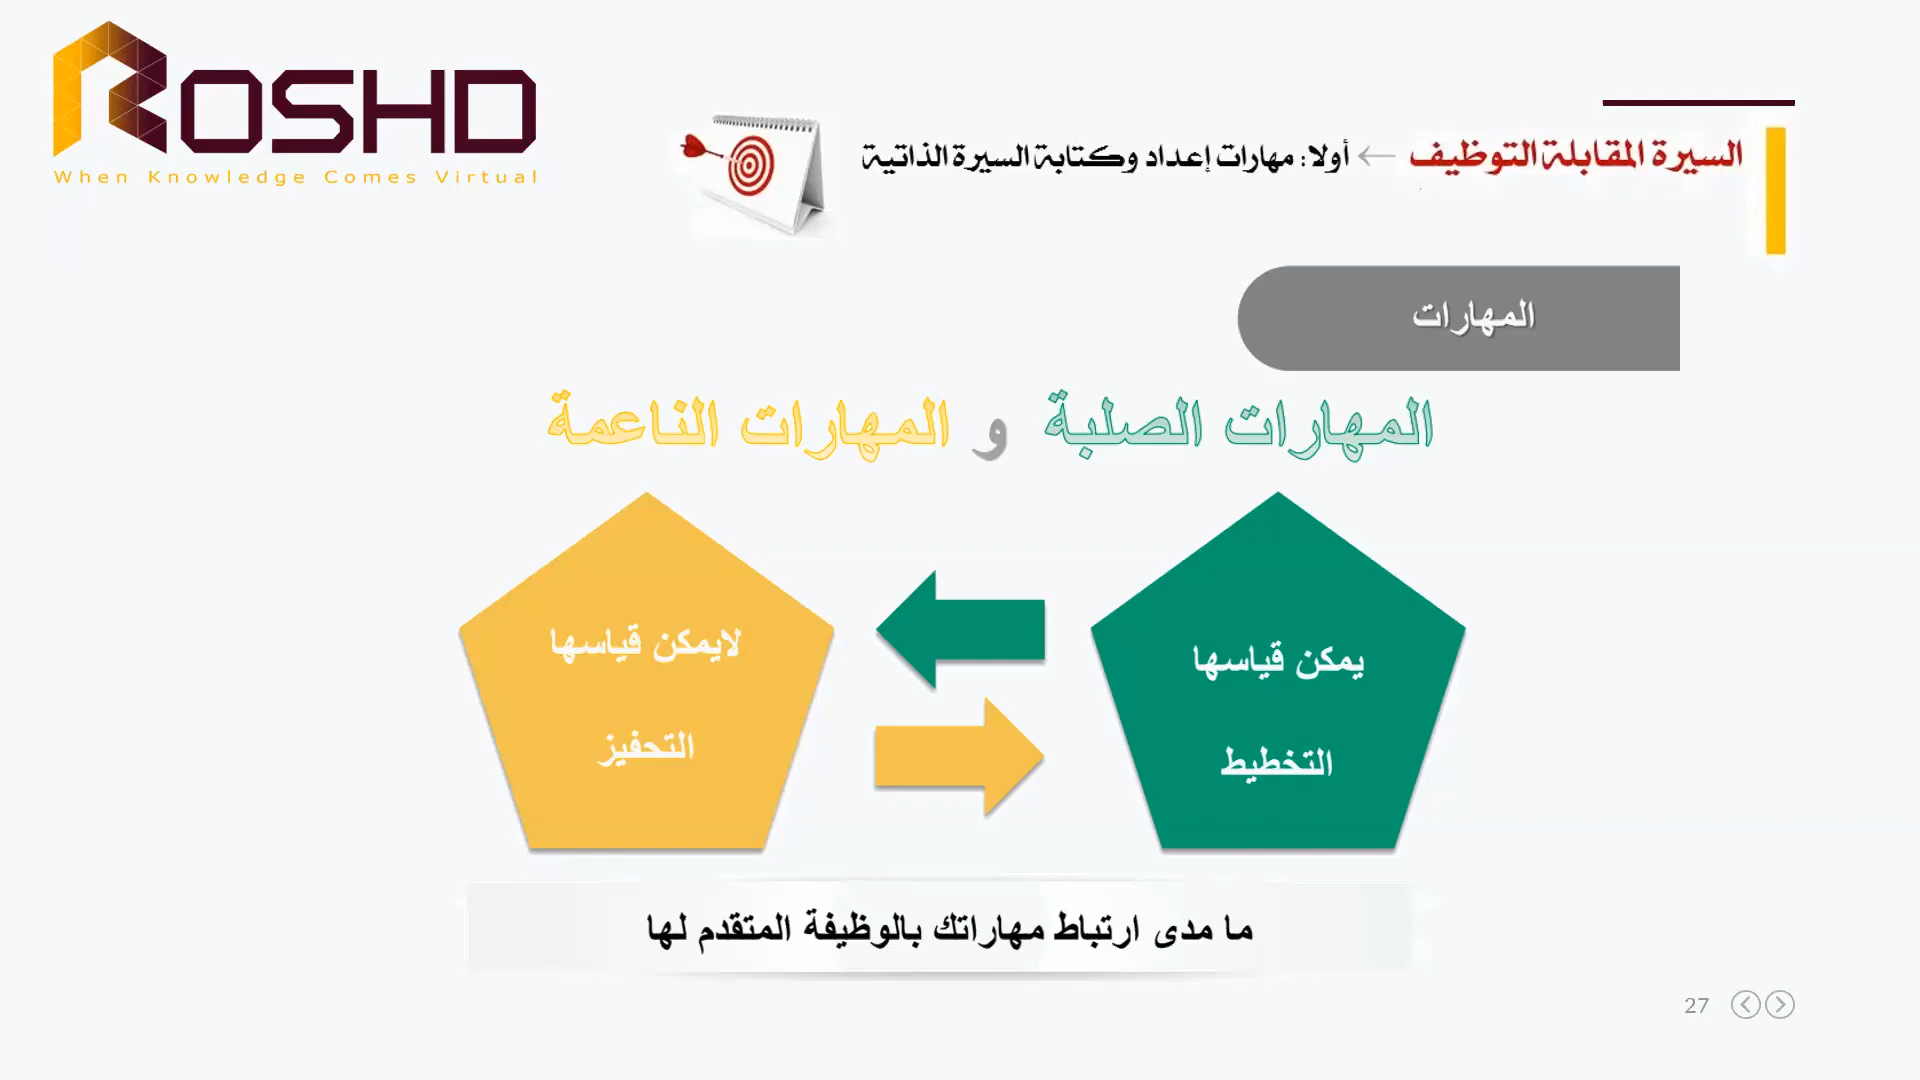 ROSHD
When Knowledge Comes Virtual
السيرة المقابلة التوظيف ← أولا: مهارات إعداد وكتابة السيرة الذاتية
المهارات
المهارات الصلبة و المهارات الناعمة
يمكن قياسها
التخطيط
لايمكن قياسها
التحفيز
ما مدى ارتباط مهاراتك بالوظيفة المتقدم لها
27